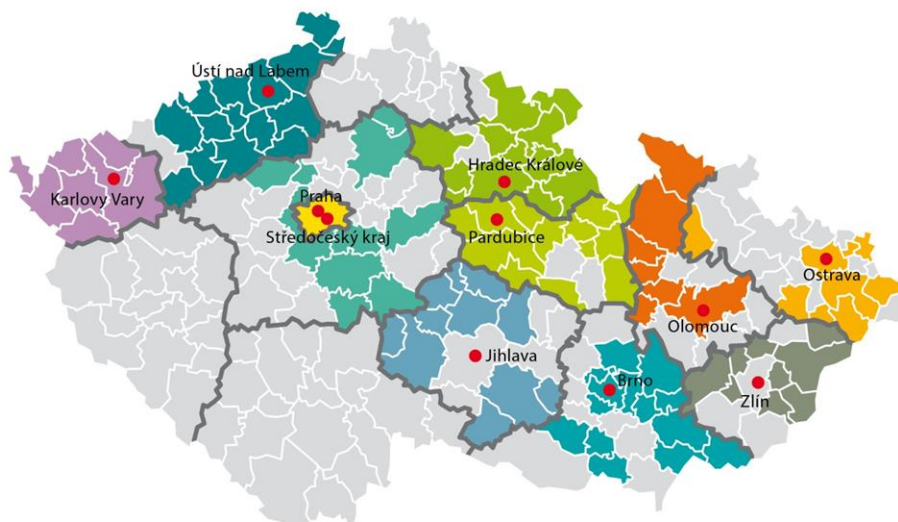 Ústí nad Labem
Karlovy Vary
Praha
Středočeský kraj
Hradec Králové
Pardubice
Jihlava
Brno
Olomouc
Ostrava
Zlín